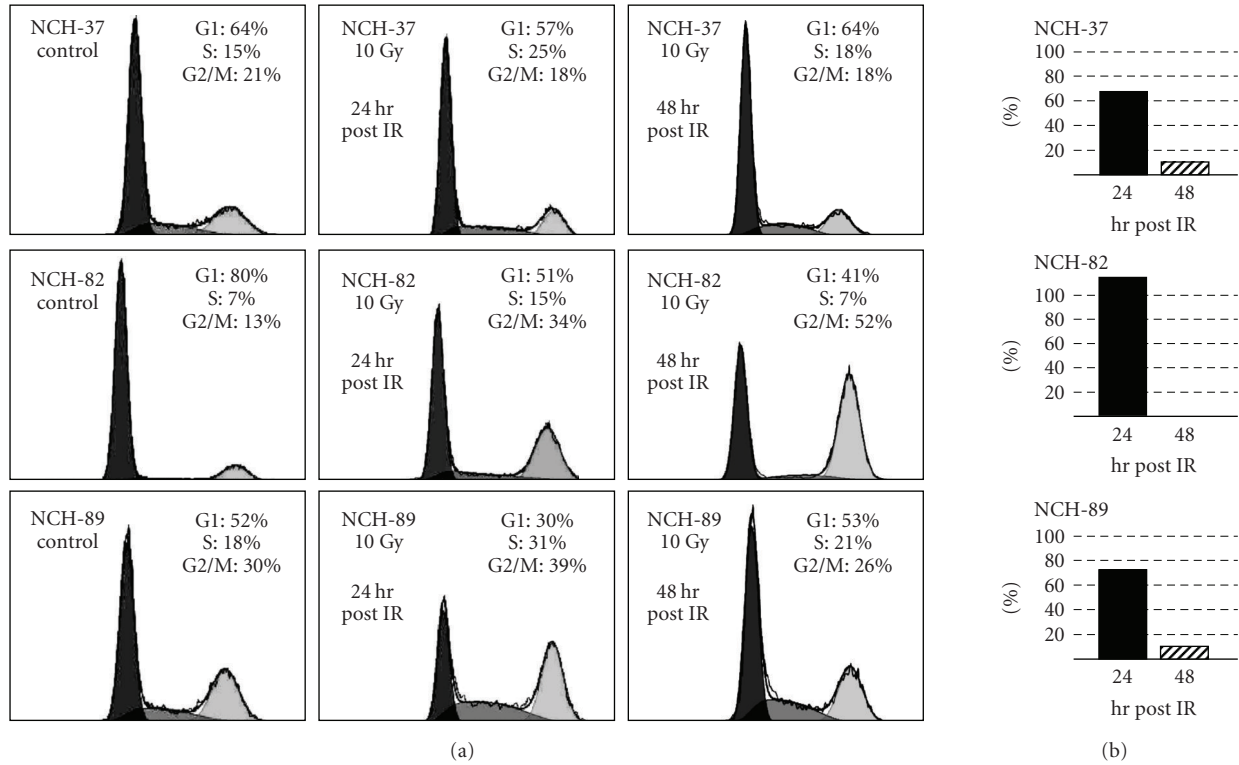 NCH-37
control
G1: 64%
S: 15%
G2/M: 21%
NCH-37
10 Gy
24 hr
post IR
G1: 57%
S: 25%
G2/M: 18%
NCH-37
10 Gy
48 hr
post IR
G1: 64%
S: 18%
G2/M: 18%
NCH-82
control
G1: 80%
S: 7%
G2/M: 13%
NCH-82
10 Gy
24 hr
post IR
G1: 51%
S: 15%
G2/M: 34%
NCH-82
10 Gy
48 hr
post IR
G1: 41%
S: 7%
G2/M: 52%
NCH-89
control
G1: 52%
S: 18%
G2/M: 30%
NCH-89
10 Gy
24 hr
post IR
G1: 30%
S: 31%
G2/M: 39%
NCH-89
10 Gy
48 hr
post IR
G1: 53%
S: 21%
G2/M: 26%
(a)
NCH-37
100
80
60
40
20
(%)
24 48
hr post IR
NCH-82
100
80
60
40
20
(%)
24 48
hr post IR
NCH-89
100
80
60
40
20
(%)
24 48
hr post IR
(b)